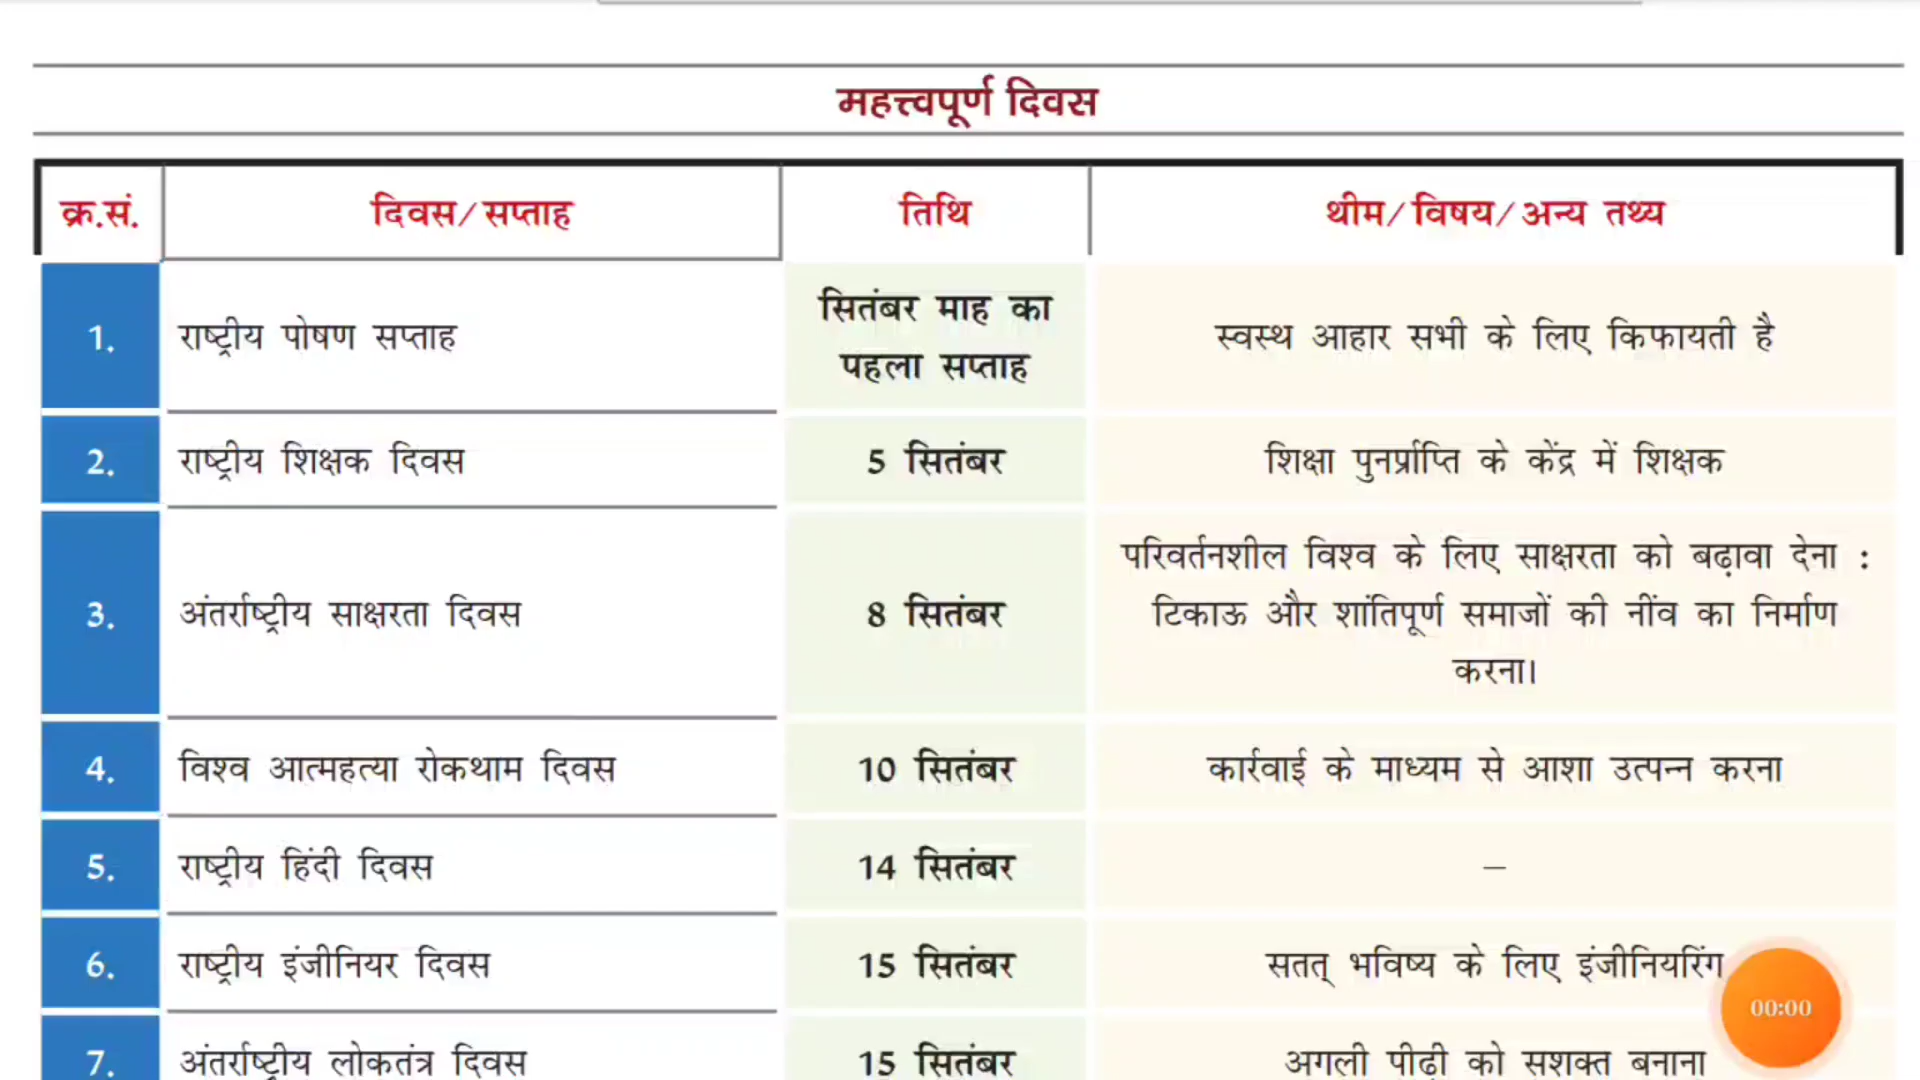 महत्त्वपूर्ण दिवस
क्र.सं. दिवस/सप्ताह तिथि थीम/विषय/अन्य तथ्य
1. राष्ट्रीय पोषण सप्ताह सितंबर माह का पहला सप्ताह स्वस्थ आहार सभी के लिए किफायती है
2. राष्ट्रीय शिक्षक दिवस 5 सितंबर शिक्षा पुनर्प्राप्ति के केंद्र में शिक्षक
3. अंतर्राष्ट्रीय साक्षरता दिवस 8 सितंबर परिवर्तनशील विश्व के लिए साक्षरता को बढ़ावा देना :
टिकाऊ और शांतिपूर्ण समाजों की नींव का निर्माण
करना।
4. विश्व आत्महत्या रोकथाम दिवस 10 सितंबर कार्रवाई के माध्यम से आशा उत्पन्न करना
5. राष्ट्रीय हिंदी दिवस 14 सितंबर –
6. राष्ट्रीय इंजीनियर दिवस 15 सितंबर सतत् भविष्य के लिए इंजीनियरिंग
00:00
7. अंतर्राष्ट्रीय लोकतंत्र दिवस 15 सितंबर अगली पीढ़ी को सशक्त बनाना